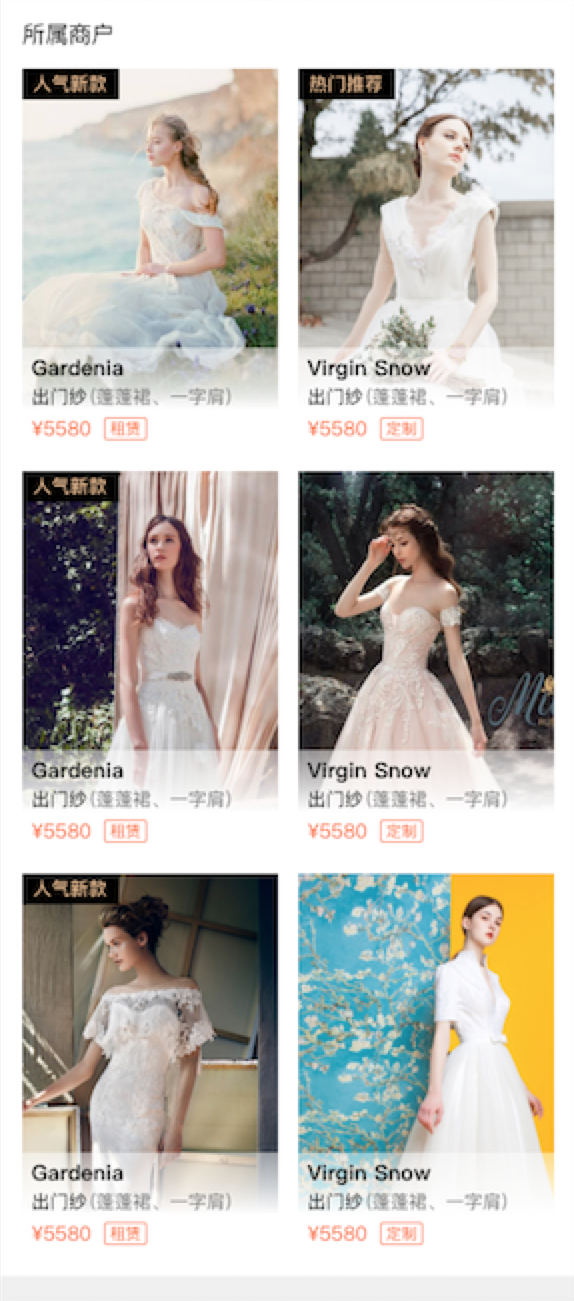 所属商户
人气新款
热门推荐
Gardenia
出门纱(蓬蓬裙、一字肩)
¥5580 租赁
Virgin Snow
出门纱(蓬蓬裙、一字肩)
¥5580 定制
人气新款
Gardenia
出门纱(蓬蓬裙、一字肩)
¥5580 租赁
Virgin Snow
出门纱(蓬蓬裙、一字肩)
¥5580 定制
人气新款
Gardenia
出门纱(蓬蓬裙、一字肩)
¥5580 租赁
Virgin Snow
出门纱(蓬蓬裙、一字肩)
¥5580 定制